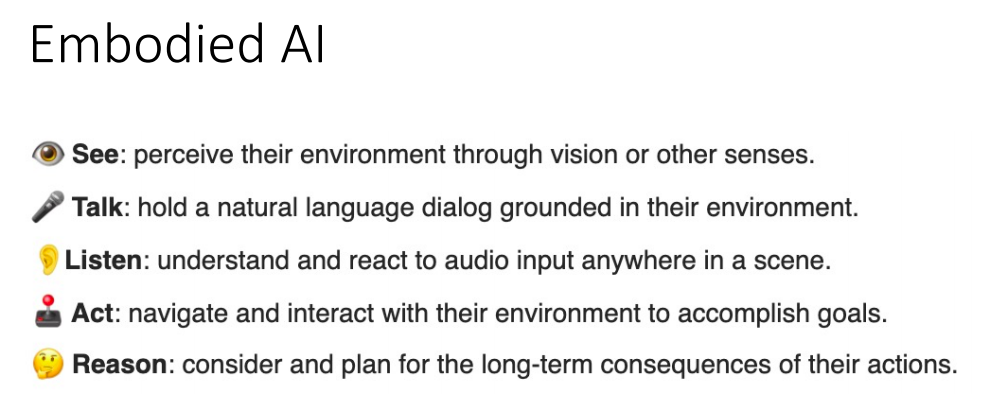 Embodied AI
See: perceive their environment through vision or other senses.
Talk: hold a natural language dialog grounded in their environment.
Listen: understand and react to audio input anywhere in a scene.
Act: navigate and interact with their environment to accomplish goals.
Reason: consider and plan for the long-term consequences of their actions.